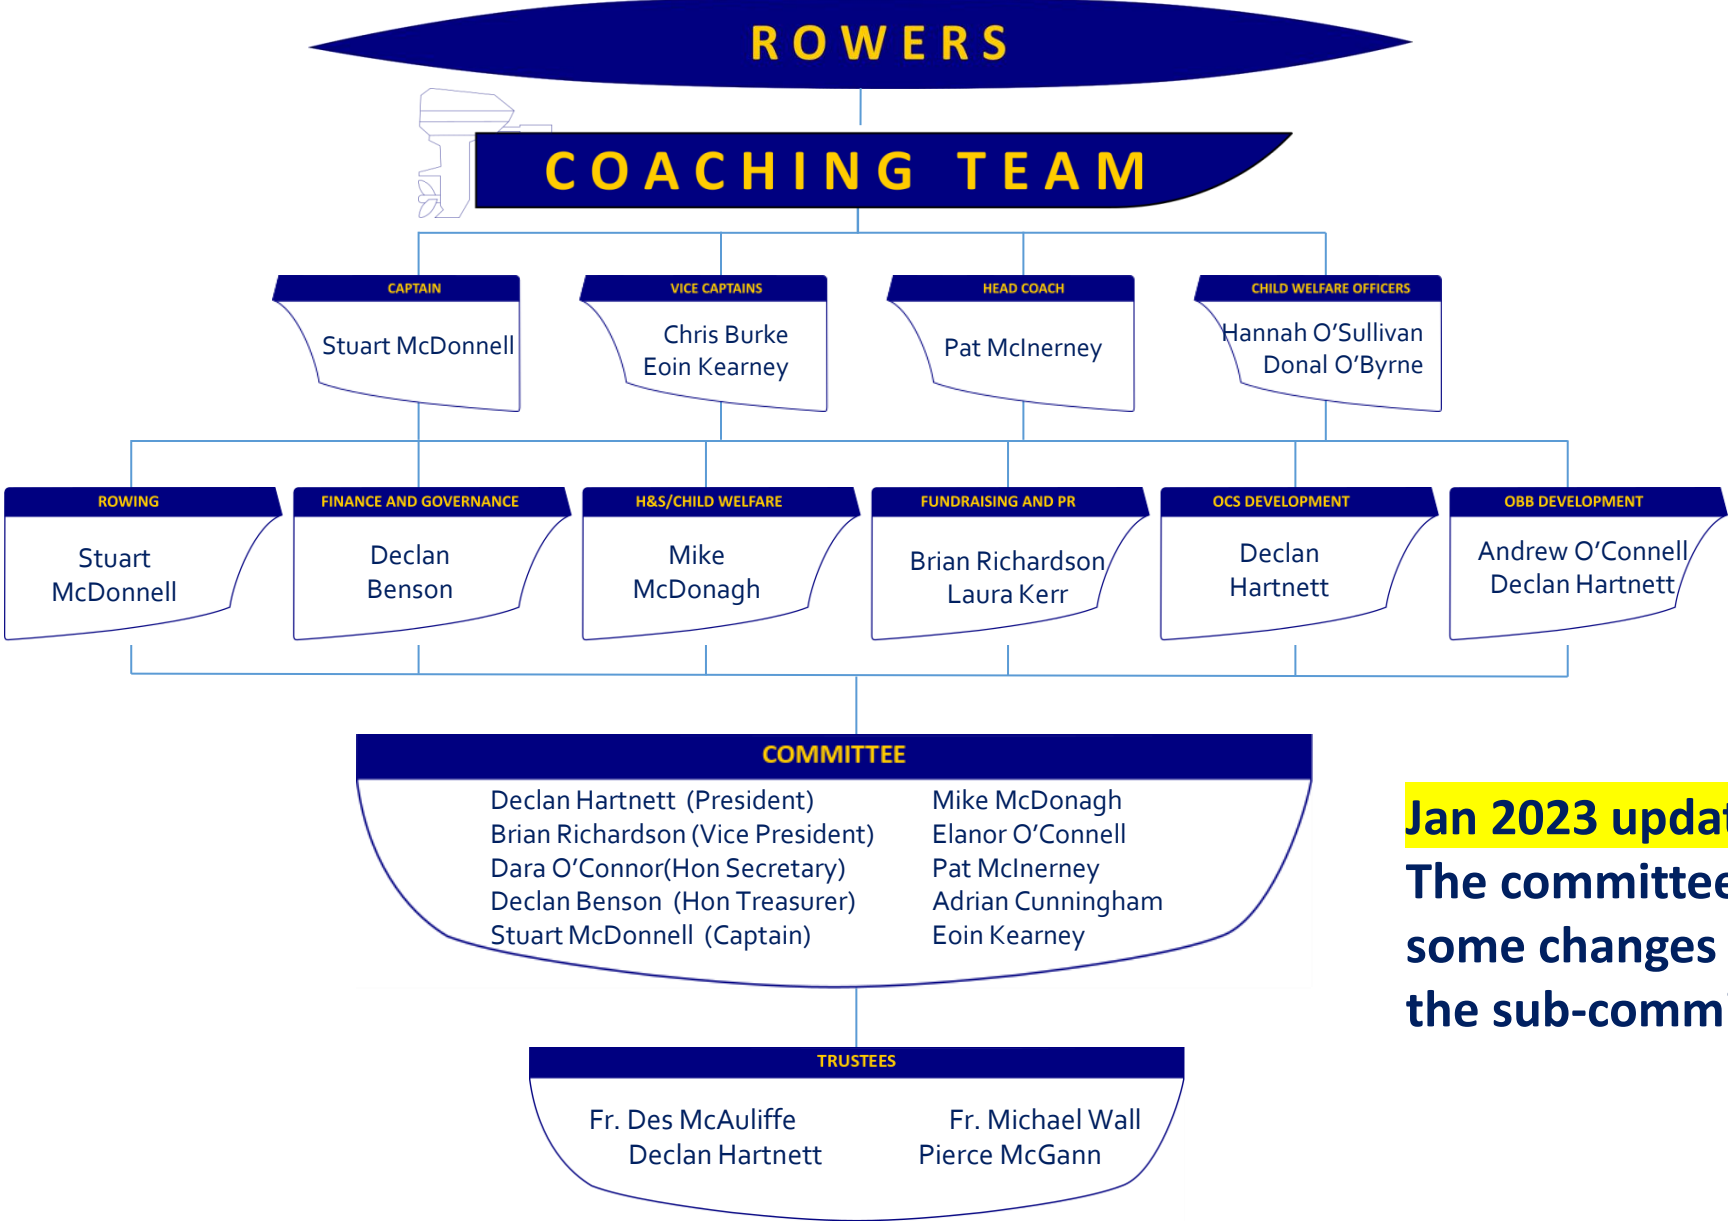 ROWERS
COACHING TEAM
CAPTAIN
Stuart McDonnell
VICE CAPTAINS
Chris Burke
Eoin Kearney
HEAD COACH
Pat McInerney
CHILD WELFARE OFFICERS
Hannah O’Sullivan
Donal O’Byrne
ROWING
Stuart
McDonnell
FINANCE AND GOVERNANCE
Declan
Benson
H&S/CHILD WELFARE
Mike
McDonagh
FUNDRAISING AND PR
Brian Richardson
Laura Kerr
OCS DEVELOPMENT
Declan
Hartnett
OBB DEVELOPMENT
Andrew O’Connell
Declan Hartnett
COMMITTEE
Declan Hartnett (President)
Brian Richardson (Vice President)
Dara O’Connor(Hon Secretary)
Declan Benson (Hon Treasurer)
Stuart McDonnell (Captain)
Mike McDonagh
Elanor O’Connell
Pat McInerney
Adrian Cunningham
Eoin Kearney
Jan 2023
The committee
some changes
the
TRUSTEES
Fr. Des McAuliffe
Declan Hartnett
Fr. Michael Wall
Pierce McGann